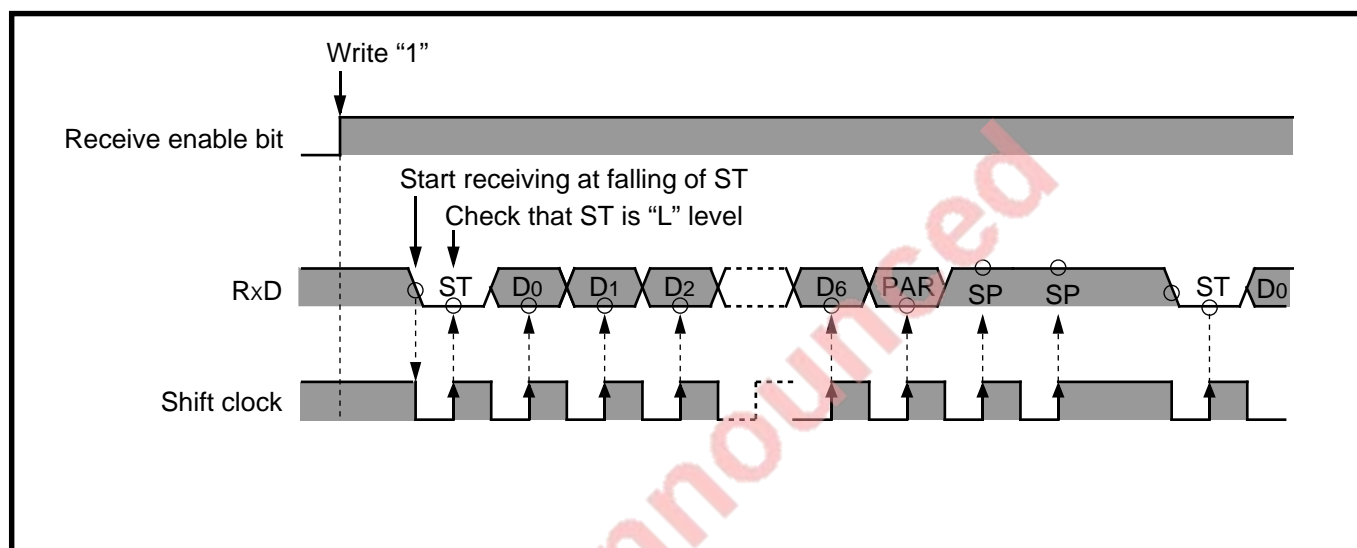 Write “1”
Receive enable bit
Start receiving at falling of ST
Check that ST is “L” level
RxD ST D0 D1 D2 D6 PAR SP SP ST D0
Shift clock
nnounced